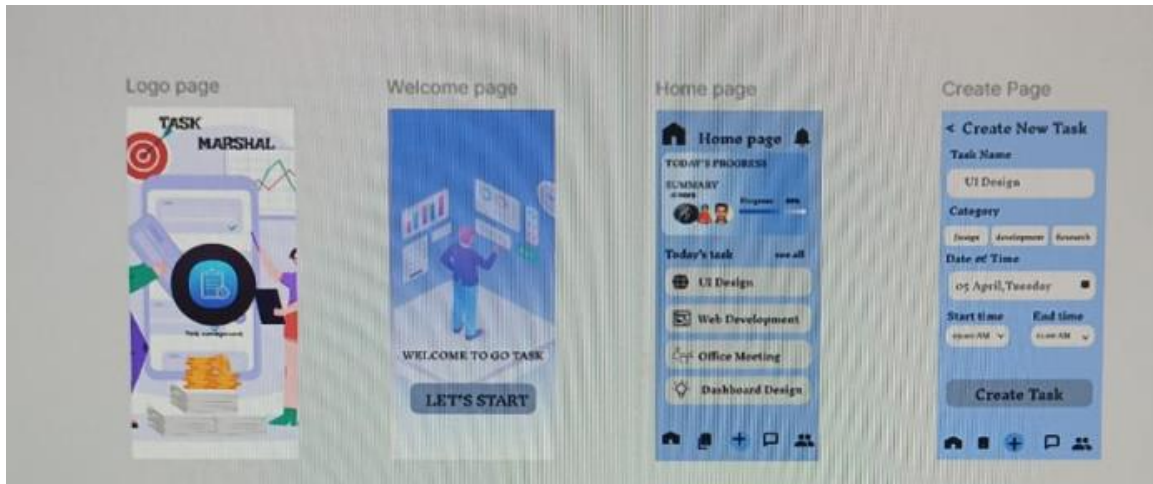 Logo page
Welcome page
Home page
Create Page
TASK
MARSHAL
WELCOME TO GO TASK
LET'S START
Home page
TODAY'S PROGRESS
SUMMARY
Progress
Today's task
see all
UI Design
Web Development
Office Meeting
Dashboard Design
< Create New Task
Task Name
UI Design
Category
Design development Research
Date & Time
05 April, Tuesday
Start time End time
Create Task